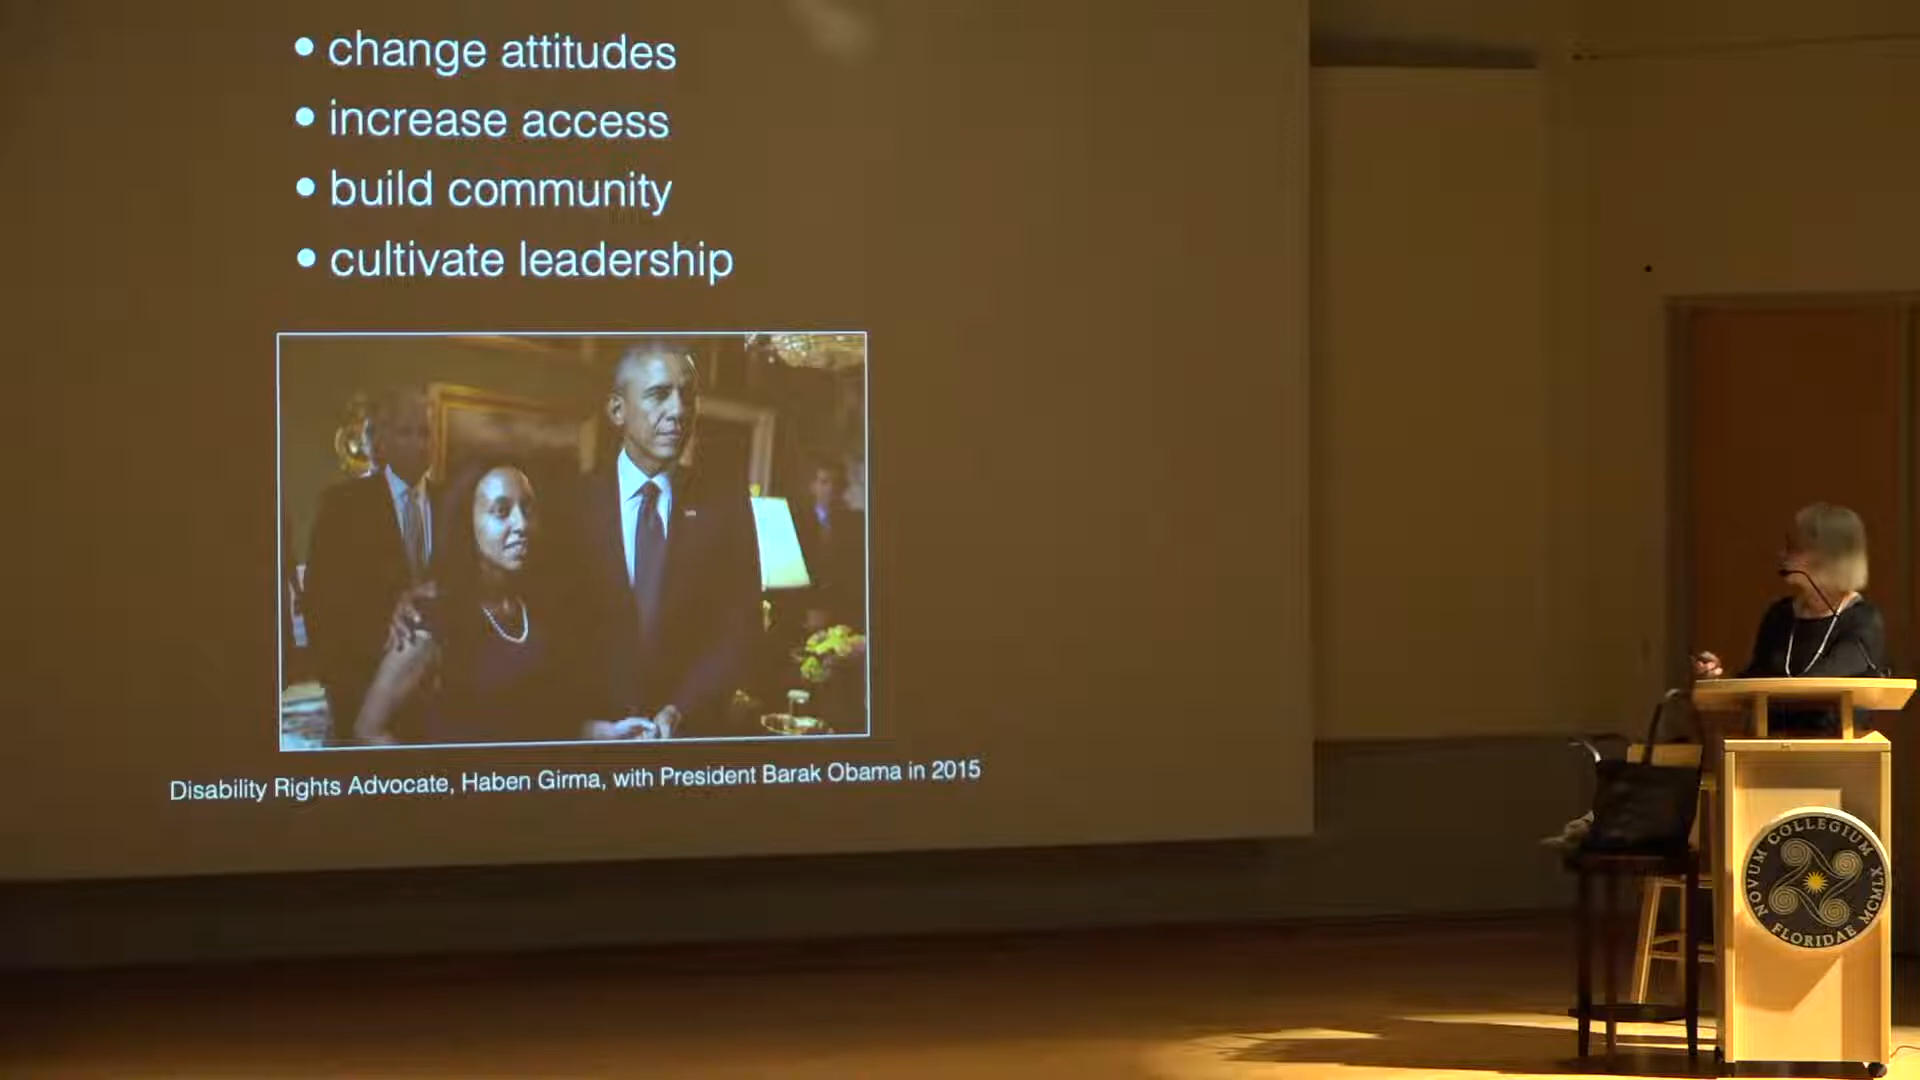 • change attitudes
• increase access
• build community
• cultivate leadership
Disability Rights Advocate, Haben Girma, with President Barak Obama in 2015
NOVUM COLLEGIUM FLORIDAE MCMLX